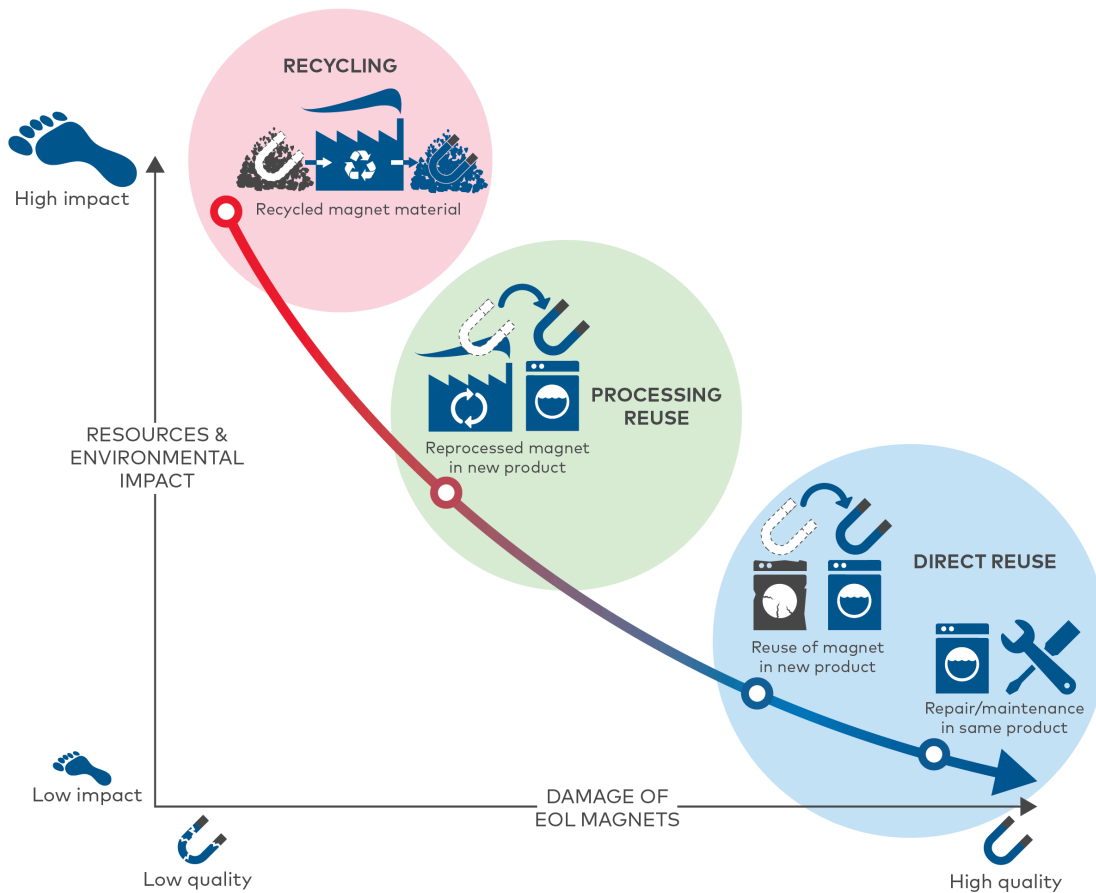 RECYCLING
Recycled magnet material
High impact
PROCESSING
REUSE
Reprocessed magnet
in new product
RESOURCES &
ENVIRONMENTAL
IMPACT
DIRECT REUSE
Reuse of magnet
in new product
Repair/maintenance
in same product
Low impact
DAMAGE OF
EOL MAGNETS
Low quality
High quality